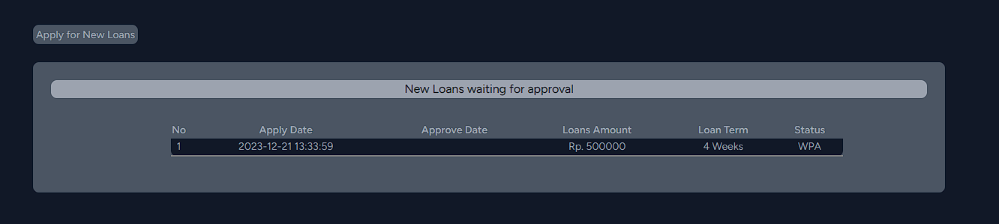 Apply for New Loans
New Loans waiting for approval
No Apply Date Approve Date Loans Amount Loan Term Status
1 2023-12-21 13:33:59 Rp. 500000 4 Weeks WPA